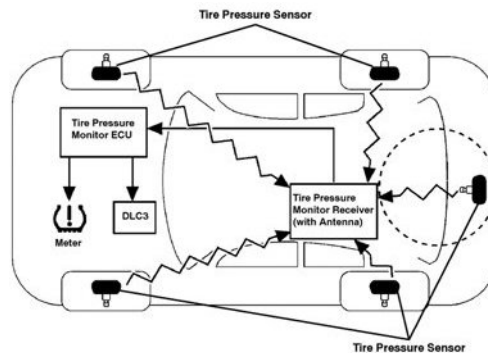 Tire Pressure Sensor
Tire Pressure
Monitor ECU
Tire Pressure
Monitor Receiver
(with Antenna)
DLC3
Meter
Tire Pressure Sensor